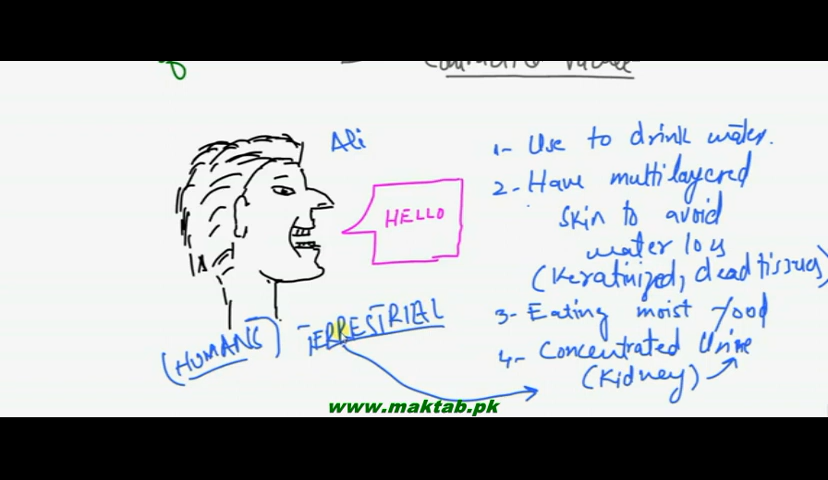 Ali
HELLO
(HUMANS)
TERRESTRIAL
1- Use to drink water.
2- Have multilayered
skin to avoid
water loss
(Keratinized, dead tissues)
3- Eating moist food
4- Concentrated Urine
(Kidney)
www.maktab.pk